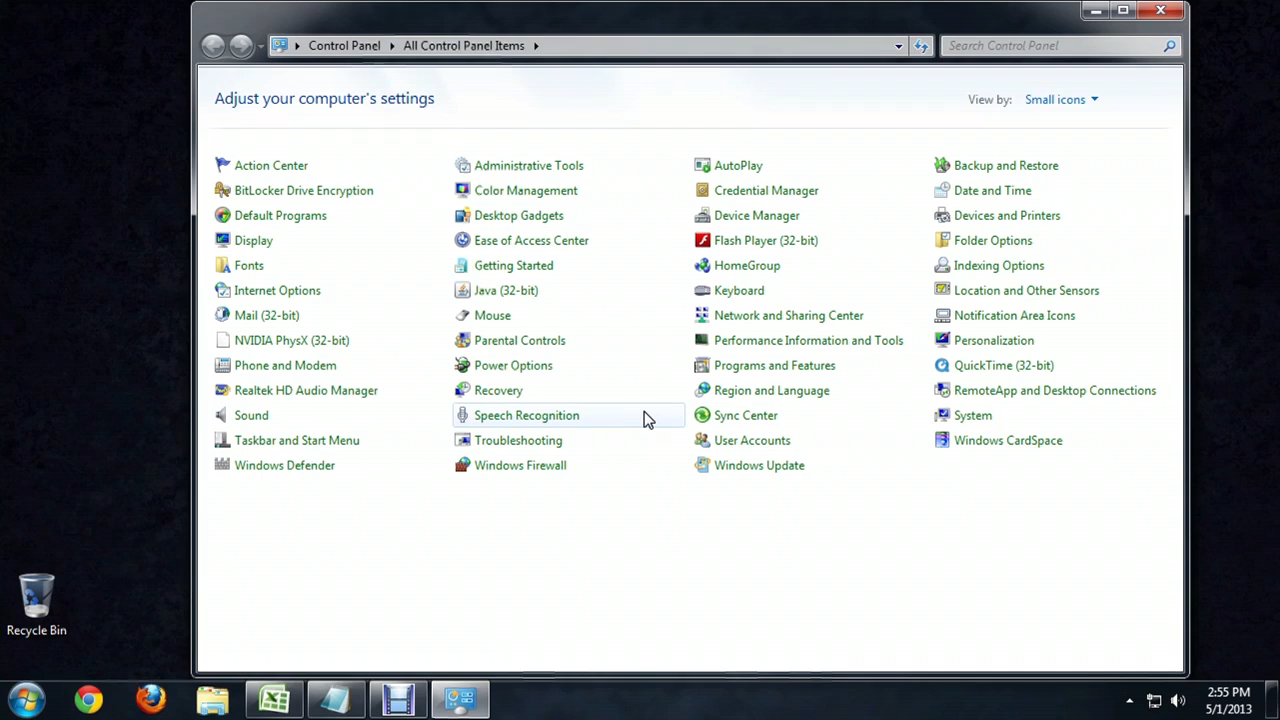 Control Panel All Control Panel Items Search Control Panel
Adjust your computer's settings View by: Small icons
Action Center Administrative Tools AutoPlay Backup and Restore
BitLocker Drive Encryption Color Management Credential Manager Date and Time
Default Programs Desktop Gadgets Device Manager Devices and Printers
Display Ease of Access Center Flash Player (32-bit) Folder Options
Fonts Getting Started HomeGroup Indexing Options
Internet Options Java (32-bit) Keyboard Location and Other Sensors
Mail (32-bit) Mouse Network and Sharing Center Notification Area Icons
NVIDIA PhysX (32-bit) Parental Controls Performance Information and Tools Personalization
Phone and Modem Power Options Programs and Features QuickTime (32-bit)
Realtek HD Audio Manager Recovery Region and Language RemoteApp and Desktop Connections
Sound Speech Recognition Sync Center System
Taskbar and Start Menu Troubleshooting User Accounts Windows CardSpace
Windows Defender Windows Firewall Windows Update
Recycle Bin
2:55 PM
5/1/2013